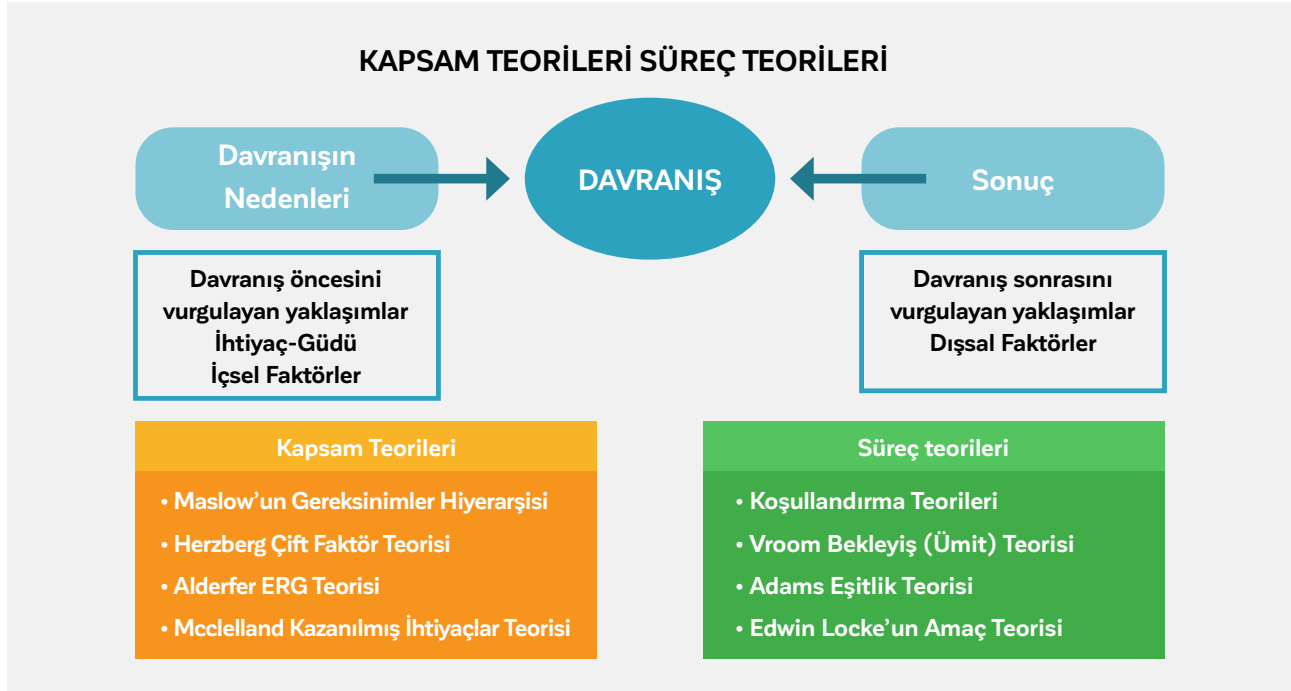 KAPSAM TEORİLERİ SÜREÇ TEORİLERİ
Davranışın
Nedenleri
DAVRANIŞ
Sonuç
Davranış öncesini
vurgulayan yaklaşımlar
İhtiyaç-Güdü
İçsel Faktörler
Davranış sonrasını
vurgulayan yaklaşımlar
Dışsal Faktörler
Kapsam Teorileri
• Maslow’un Gereksinimler Hiyerarşisi
• Herzberg Çift Faktör Teorisi
• Alderfer ERG Teorisi
• Mcclelland Kazanılmış İhtiyaçlar Teorisi
Süreç teorileri
• Koşullandırma Teorileri
• Vroom Bekleyiş (Ümit) Teorisi
• Adams Eşitlik Teorisi
• Edwin Locke’un Amaç Teorisi